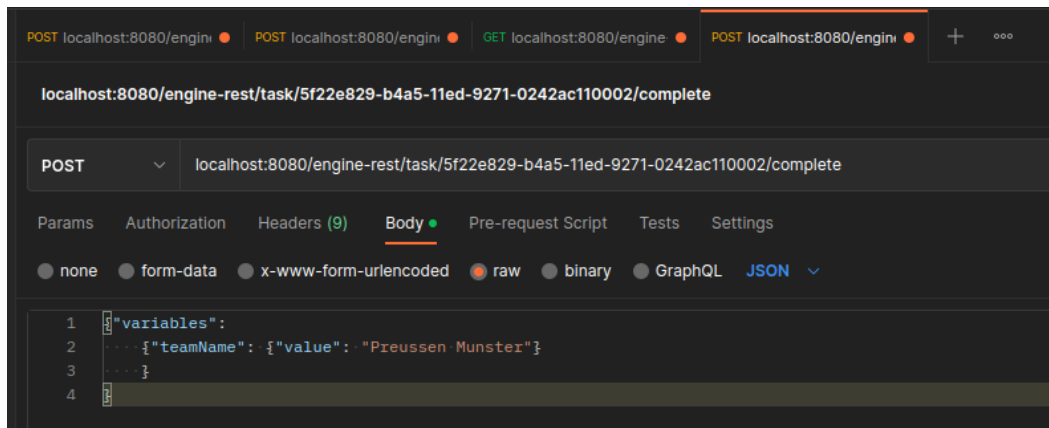 POST localhost:8080/engin POST localhost:8080/engin GET localhost:8080/engine- POST localhost:8080/engin + ooo
localhost:8080/engine-rest/task/5f22e829-b4a5-11ed-9271-0242ac110002/complete
POST localhost:8080/engine-rest/task/5f22e829-b4a5-11ed-9271-0242ac110002/complete
Params Authorization Headers (9) Body Pre-request Script Tests Settings
none form-data x-www-form-urlencoded raw binary GraphQL JSON
1 {"variables":
2 ····{"teamName":·{"value":·"Preussen·Munster"}
3 ····}
4 }